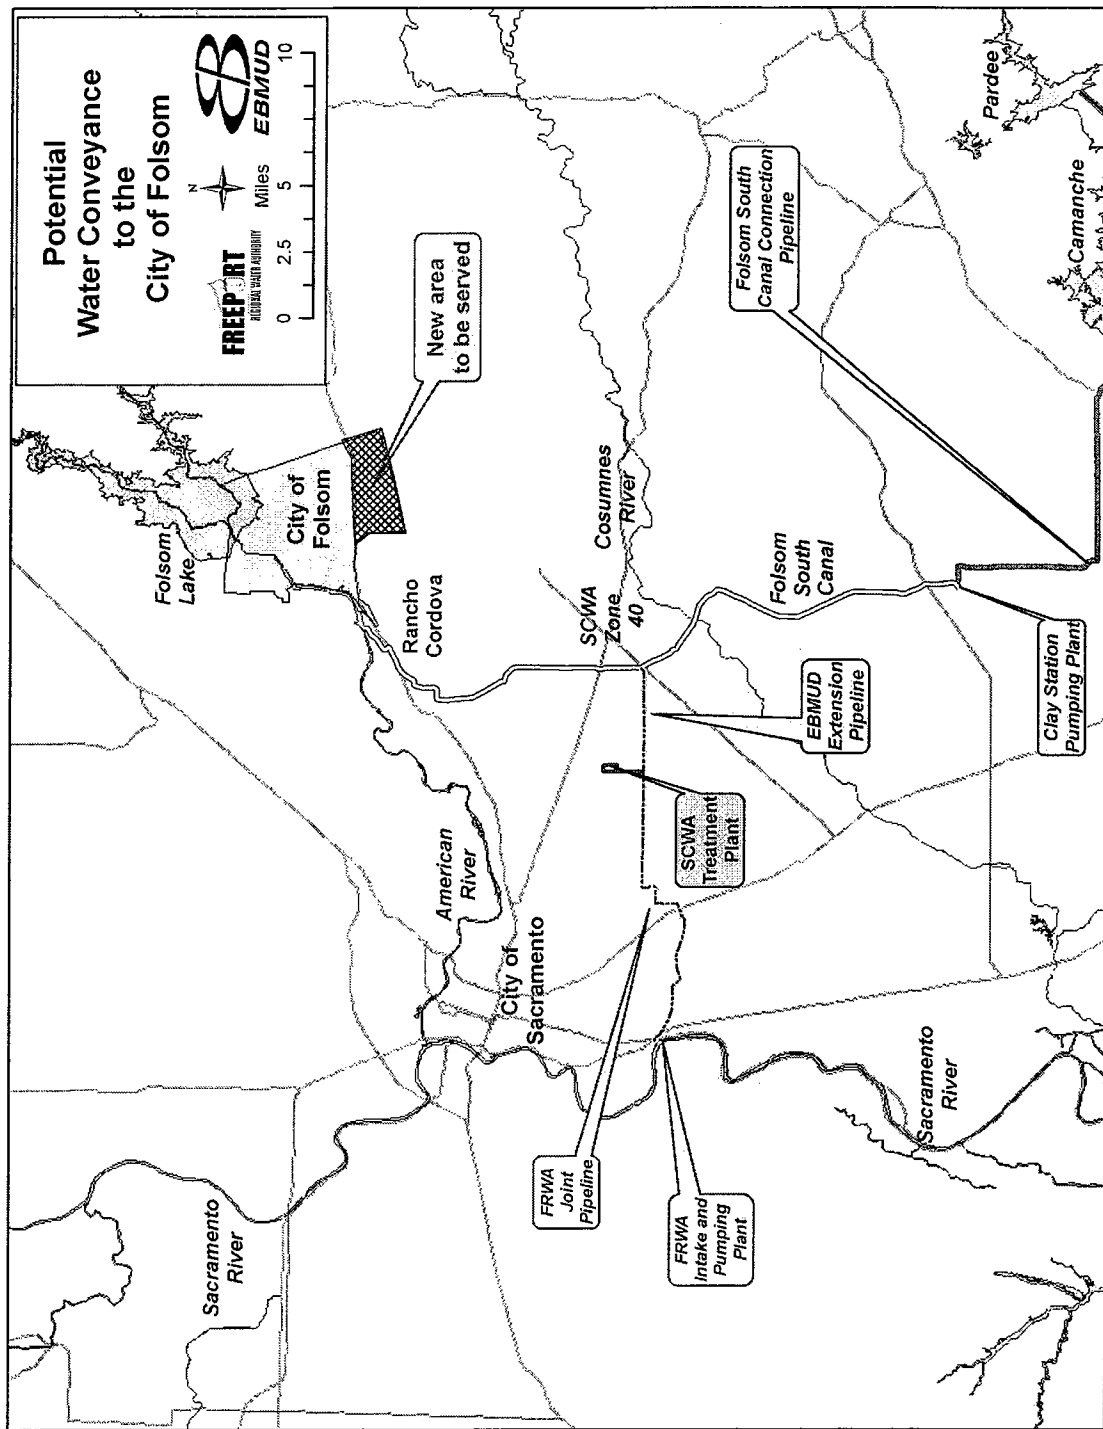 Potential
Water Conveyance
to the
City of Folsom
FREEPORT
REGIONAL WATER AUTHORITY
N
EBMUD
0 2.5 5 10
Miles
New area
to be served
Folsom
Lake
City of
Folsom
Rancho
Cordova
American
River
City of
Sacramento
Sacramento
River
SCWA
Zone
40
Cosumnes
River
FRWA
Joint
Pipeline
FRWA
Intake and
Pumping
Plant
SCWA
Treatment
Plant
EBMUD
Extension
Pipeline
Folsom
South
Canal
Folsom South
Canal Connection
Pipeline
Pardee
Camanche
Clay Station
Pumping Plant
Sacramento
River